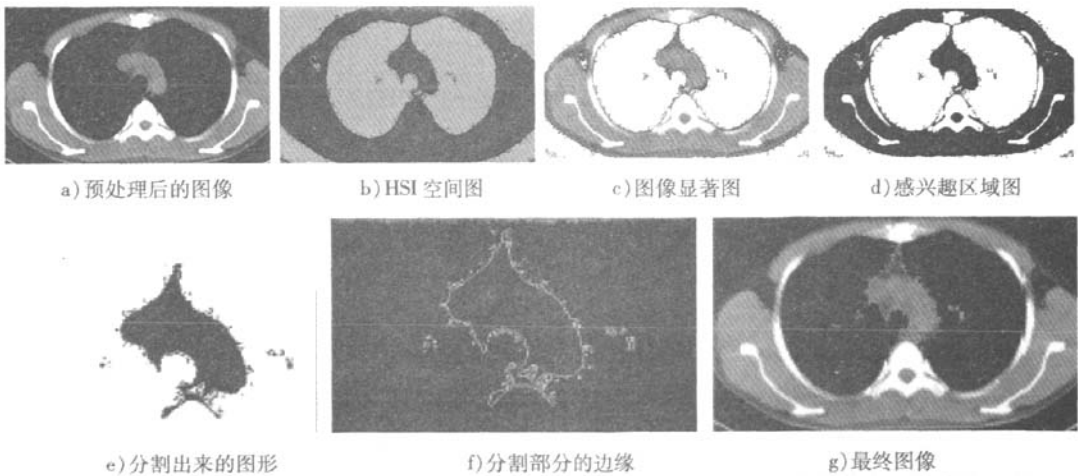 a)预处理后的图像
b)HSI 空间图
c)图像显著图
d)感兴趣区域图
e)分割出来的图形
f)分割部分的边缘
g)最终图像